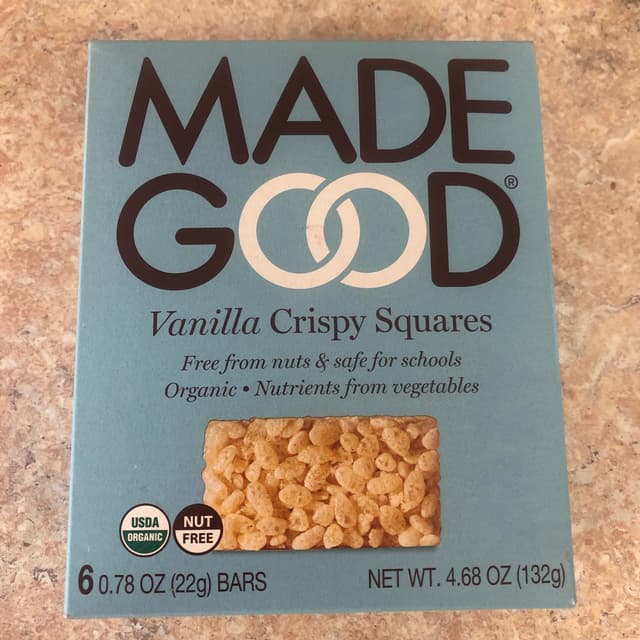 MADE
GOOD®
Vanilla Crispy Squares
Free from nuts & safe for schools
Organic • Nutrients from vegetables
USDA
ORGANIC
NUT
FREE
6 0.78 OZ (22g) BARS
NET WT. 4.68 OZ (132g)